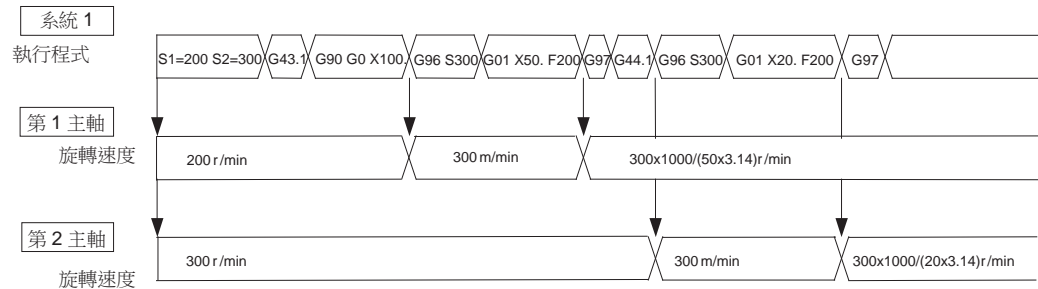 系統 1
執行程式
S1=200 S2=300 G43.1 G90 G0 X100. G96 S300 G01 X50. F200 G97 G44.1 G96 S300 G01 X20. F200 G97
第 1 主軸
旋轉速度
200 r/min 300 m/min 300x1000/(50x3.14)r/min
第 2 主軸
旋轉速度
300 r/min 300 m/min 300x1000/(20x3.14)r/min